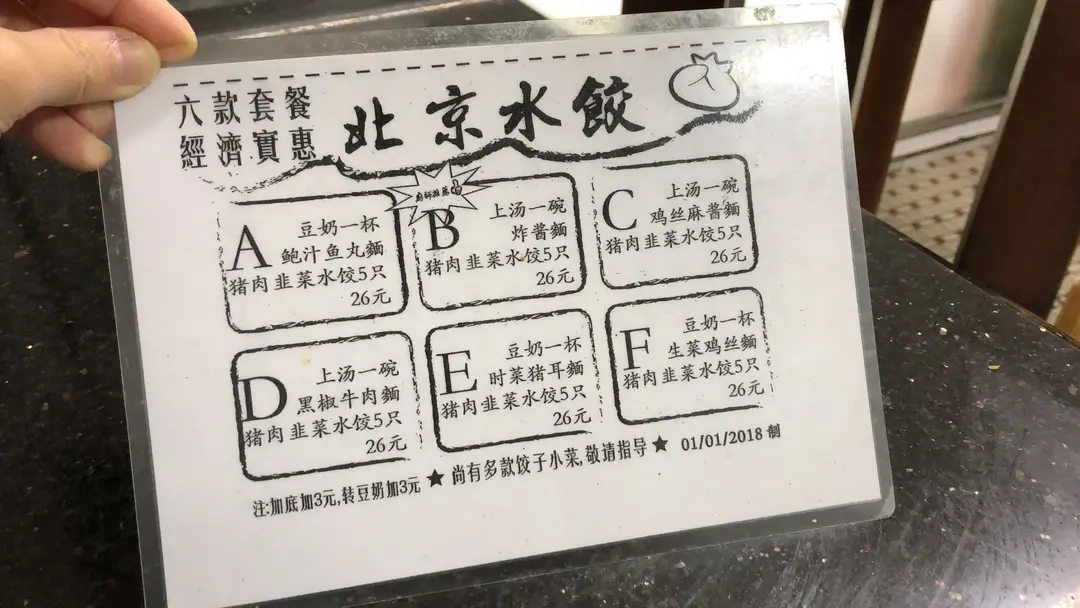 六款套餐
經濟實惠
北京水餃
A
豆奶一杯
鲍汁鱼丸麵
猪肉韭菜水饺5只
26元
廚師推薦
B
上汤一碗
炸酱麵
猪肉韭菜水饺5只
26元
C
上汤一碗
鸡丝麻酱麵
猪肉韭菜水饺5只
26元
D
上汤一碗
黑椒牛肉麵
猪肉韭菜水饺5只
26元
E
豆奶一杯
时菜猪耳麵
猪肉韭菜水饺5只
26元
F
豆奶一杯
生菜鸡丝麵
猪肉韭菜水饺5只
26元
注:加底加3元,转豆奶加3元 ★ 尚有多款饺子小菜,敬请指导 ★ 01/01/2018 制